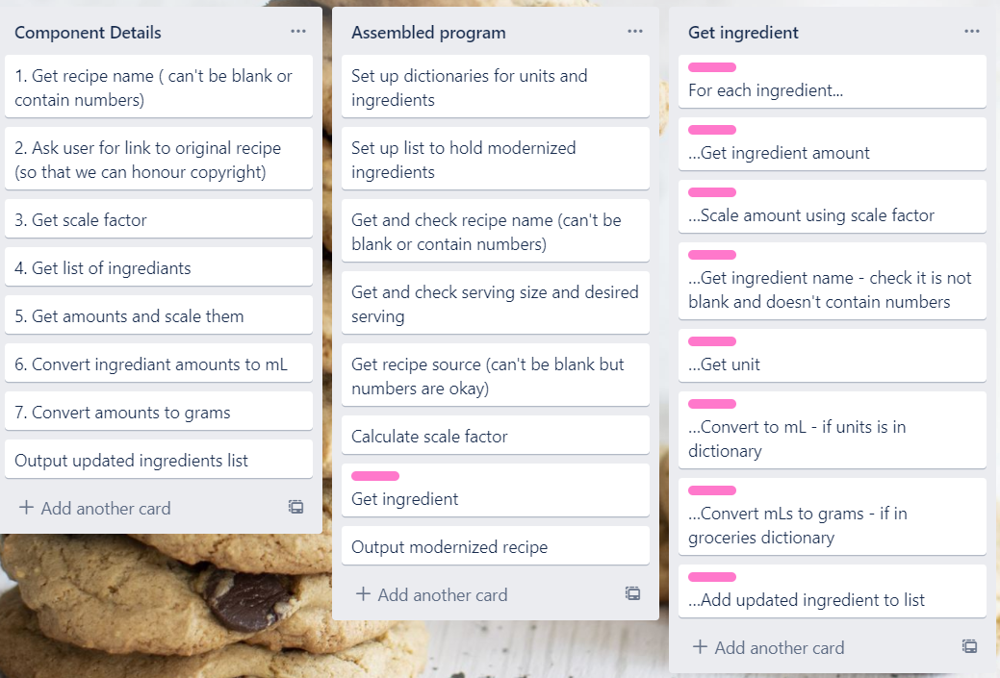 Component Details
1. Get recipe name ( can't be blank or
contain numbers)
2. Ask user for link to original recipe
(so that we can honour copyright)
3. Get scale factor
4. Get list of ingrediants
5. Get amounts and scale them
6. Convert ingrediant amounts to mL
7. Convert amounts to grams
Output updated ingredients list
Add another card
Assembled program
Set up dictionaries for units and
ingredients
Set up list to hold modernized
ingredients
Get and check recipe name (can't be
blank or contain numbers)
Get and check serving size and desired
serving
Get recipe source (can't be blank but
numbers are okay)
Calculate scale factor
Get ingredient
Output modernized recipe
Add another card
Get ingredient
For each ingredient...
...Get ingredient amount
...Scale amount using scale factor
...Get ingredient name - check it is not
blank and doesn't contain numbers
...Get unit
...Convert to mL - if units is in
dictionary
...Convert mLs to grams - if in
groceries dictionary
...Add updated ingredient to list
Add another card